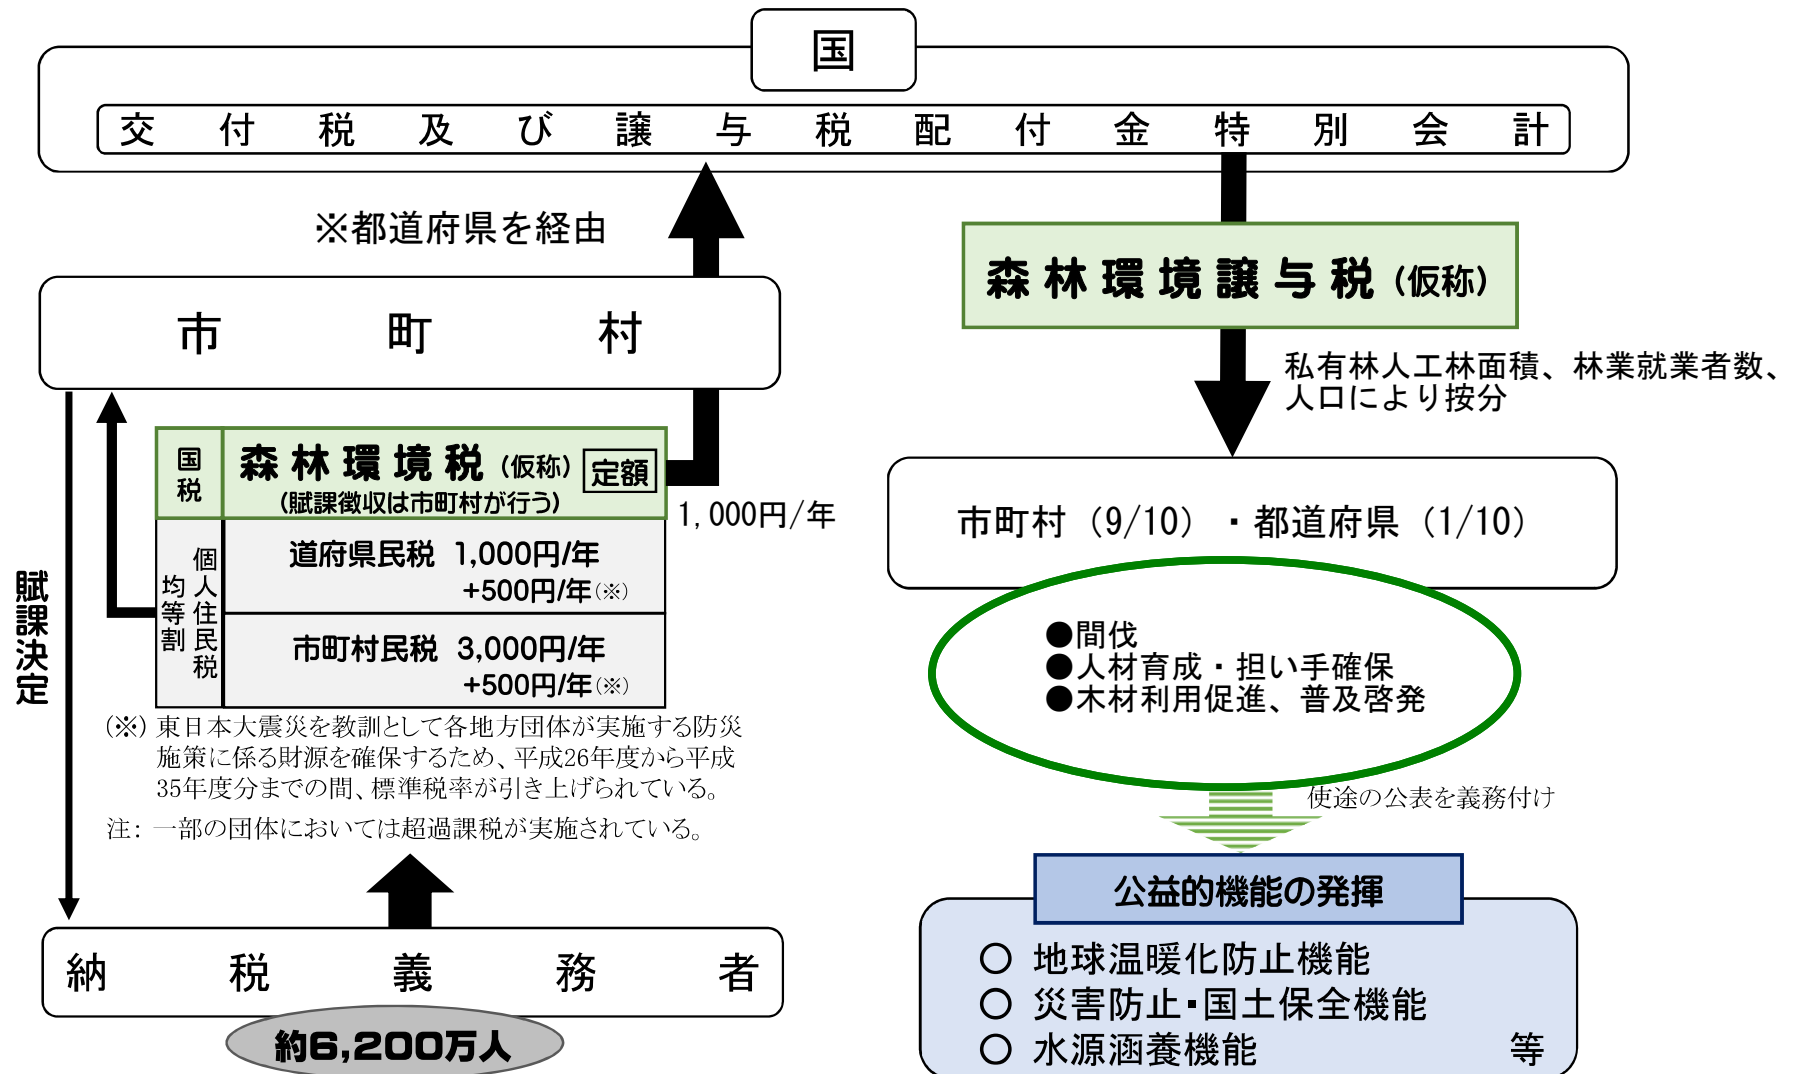 国
交付税及び譲与税配付金特別会計
※都道府県を経由
市町村
森林環境譲与税（仮称）
私有林人工林面積、林業就業者数、
人口により按分
国税
森林環境税（仮称）定額
（賦課徴収は市町村が行う）
1,000円/年
個人住民税
均等割
道府県民税 1,000円/年
+500円/年（※）
市町村民税 3,000円/年
+500円/年（※）
賦課決定
（※）東日本大震災を教訓として各地方団体が実施する防災
施策に係る財源を確保するため、平成26年度から平成
35年度分までの間、標準税率が引き上げられている。
注：一部の団体においては超過課税が実施されている。
納税義務者
約6,200万人
市町村（9/10）・都道府県（1/10）
●間伐
●人材育成・担い手確保
●木材利用促進、普及啓発
使途の公表を義務付け
公益的機能の発揮
○ 地球温暖化防止機能
○ 災害防止・国土保全機能
○ 水源涵養機能 等